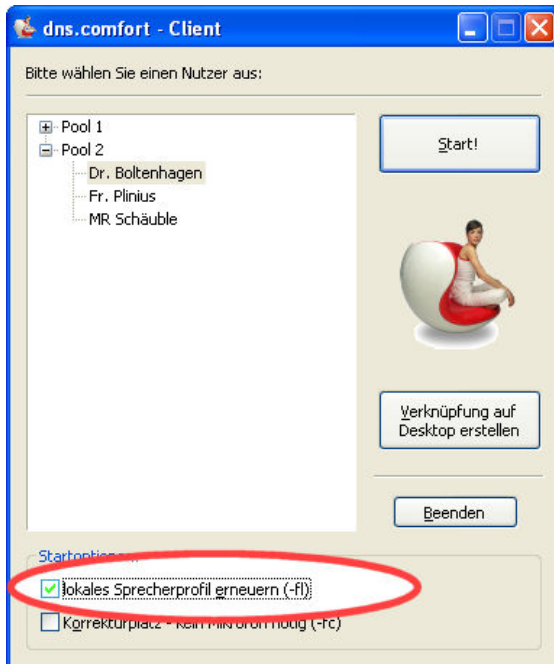 dns.comfort - Client
Bitte wählen Sie einen Nutzer aus:
Pool 1
Pool 2
Dr. Boltenhagen
Fr. Plinius
MR Schäuble
Start!
Verknüpfung auf
Desktop erstellen
Beenden
Startoptionen
lokales Sprecherprofil erneuern (-fl)
Korrekturplatz - kein Mikrofon nötig (-fc)